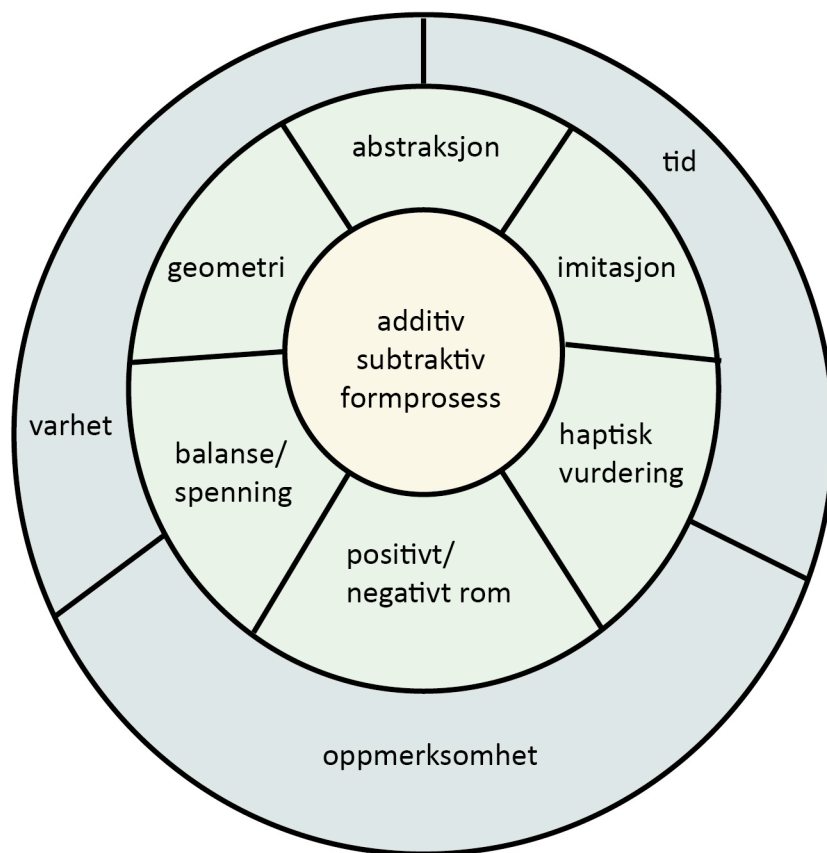 abstraksjon
tid
geometri
imitasjon
additiv
subtraktiv
formprosess
varhet
balanse/
spenning
haptisk
vurdering
positivt/
negativt rom
oppmerksomhet